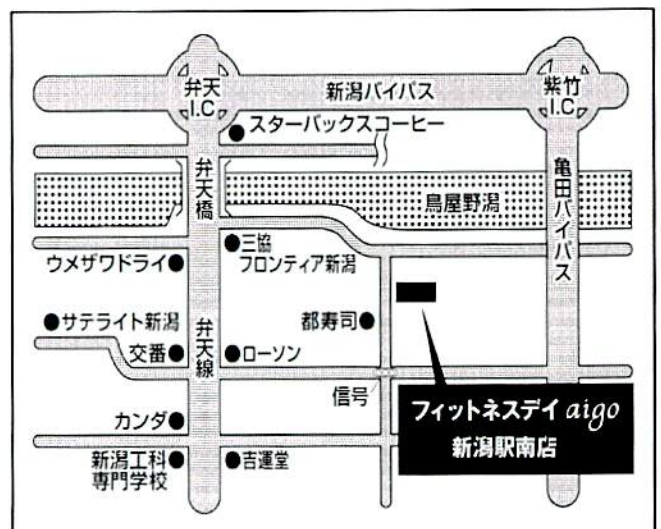 弁天
I.C
新潟バイパス
紫竹
I.C
スターバックスコーヒー
弁天橋
鳥屋野潟
亀田バイパス
三協
フロンティア新潟
ウメザワドライ
サテライト新潟
都寿司
弁天線
交番
ローソン
信号
フィットネスデイ aigo
新潟駅南店
カンダ
新潟工科
専門学校
吉運堂